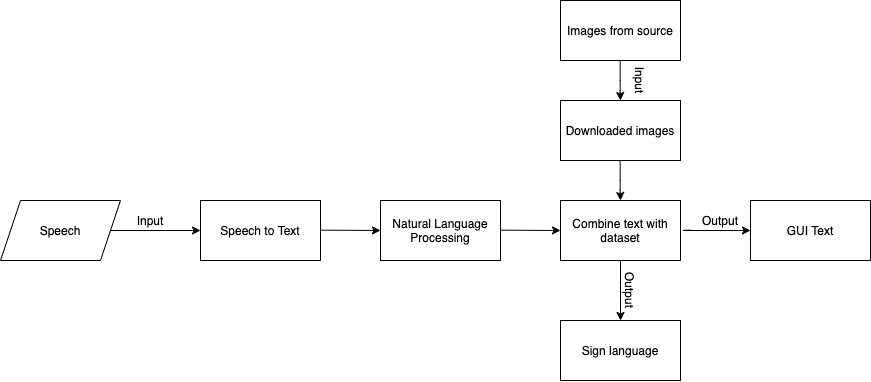 Images from source
Input
Downloaded images
Speech
Input
Speech to Text
Natural Language
Processing
Combine text with
dataset
Output
GUI Text
Output
Sign language